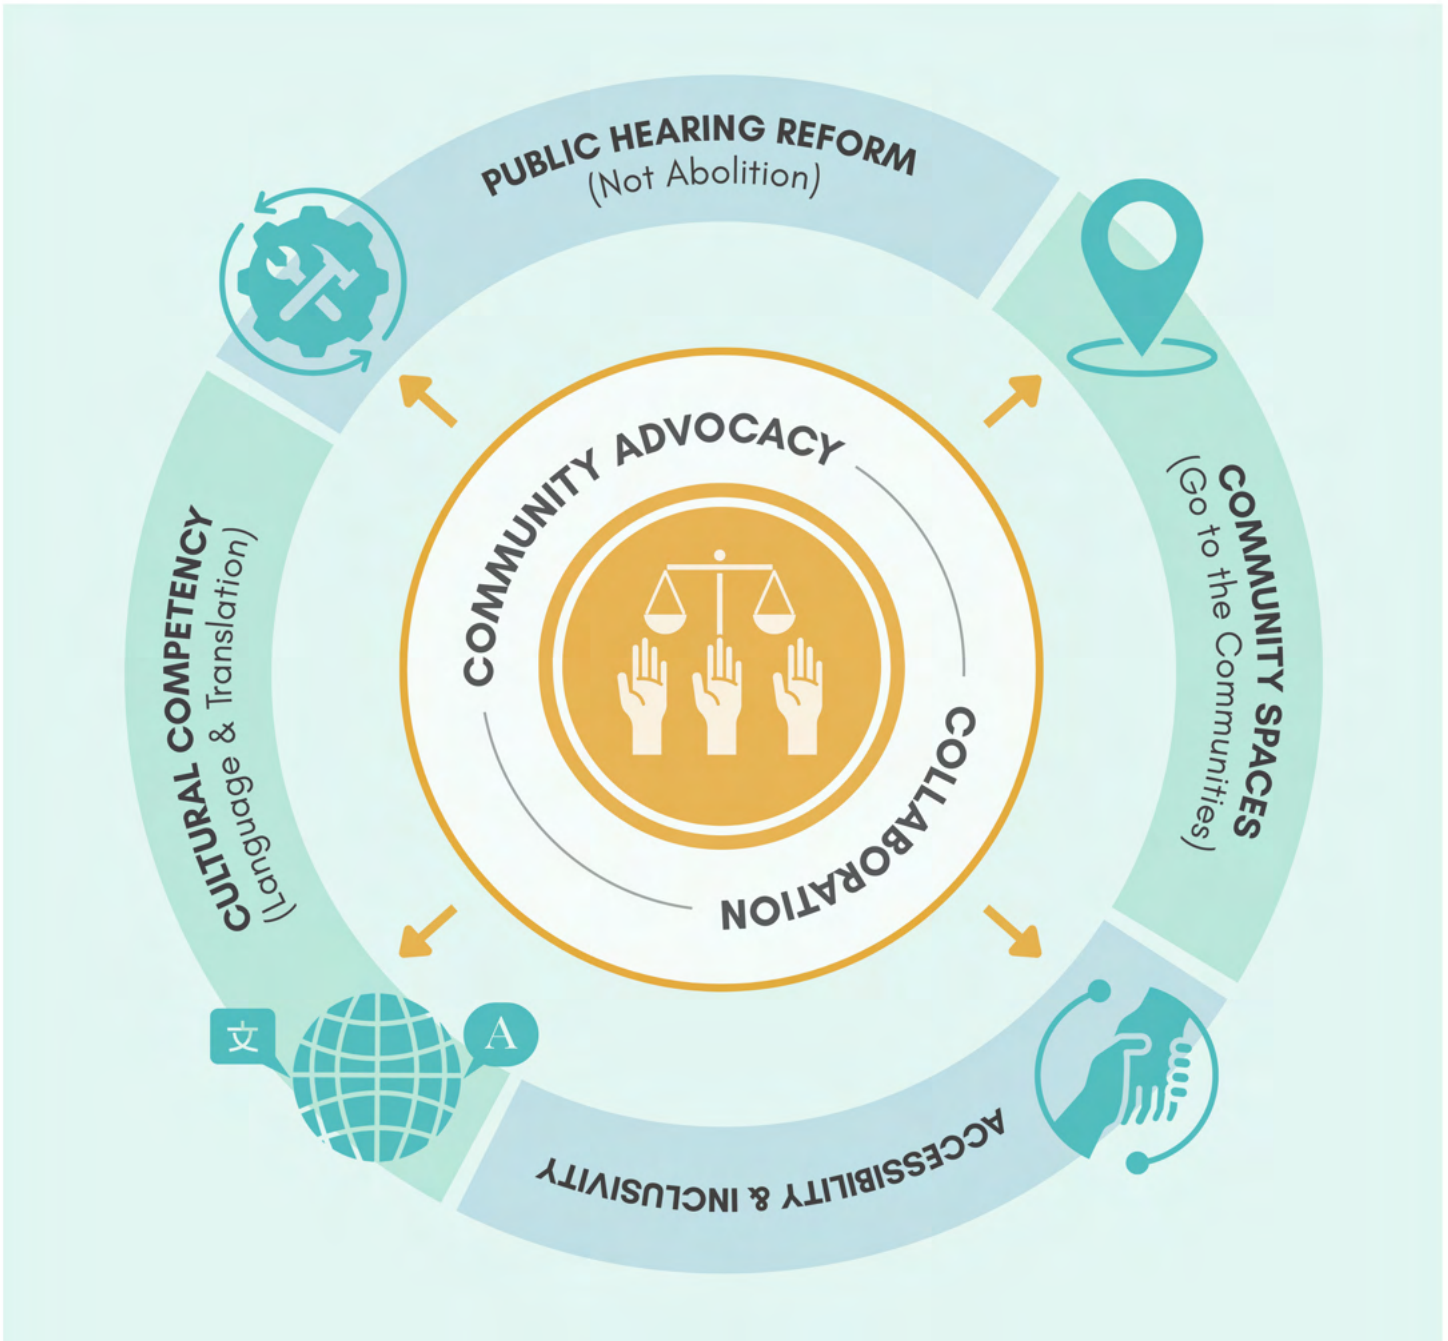 PUBLIC HEARING REFORM
(Not Abolition)
COMMUNITY SPACES
(Go to the Communities)
ACCESSIBILITY & INCLUSIVITY
CULTURAL COMPETENCY
(Language & Translation)
文
A
COMMUNITY ADVOCACY
COLLABORATION